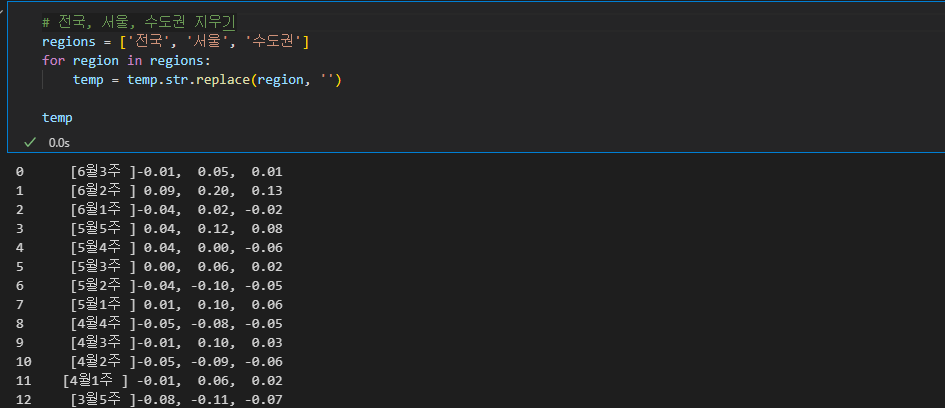 # 전국, 서울, 수도권 지우기
regions = ['전국', '서울', '수도권']
for region in regions:
    temp = temp.str.replace(region, '')
temp
0.0s
0 [6월3주 ]-0.01, 0.05, 0.01
1 [6월2주 ] 0.09, 0.20, 0.13
2 [6월1주 ]-0.04, 0.02, -0.02
3 [5월5주 ] 0.04, 0.12, 0.08
4 [5월4주 ] 0.04, 0.00, -0.06
5 [5월3주 ] 0.00, 0.06, 0.02
6 [5월2주 ]-0.04, -0.10, -0.05
7 [5월1주 ] 0.01, 0.10, 0.06
8 [4월4주 ]-0.05, -0.08, -0.05
9 [4월3주 ] 0.01, 0.10, 0.03
10 [4월2주 ]-0.05, -0.09, -0.06
11 [4월1주 ] -0.01, 0.06, 0.02
12 [3월5주 ]-0.08, -0.11, -0.07